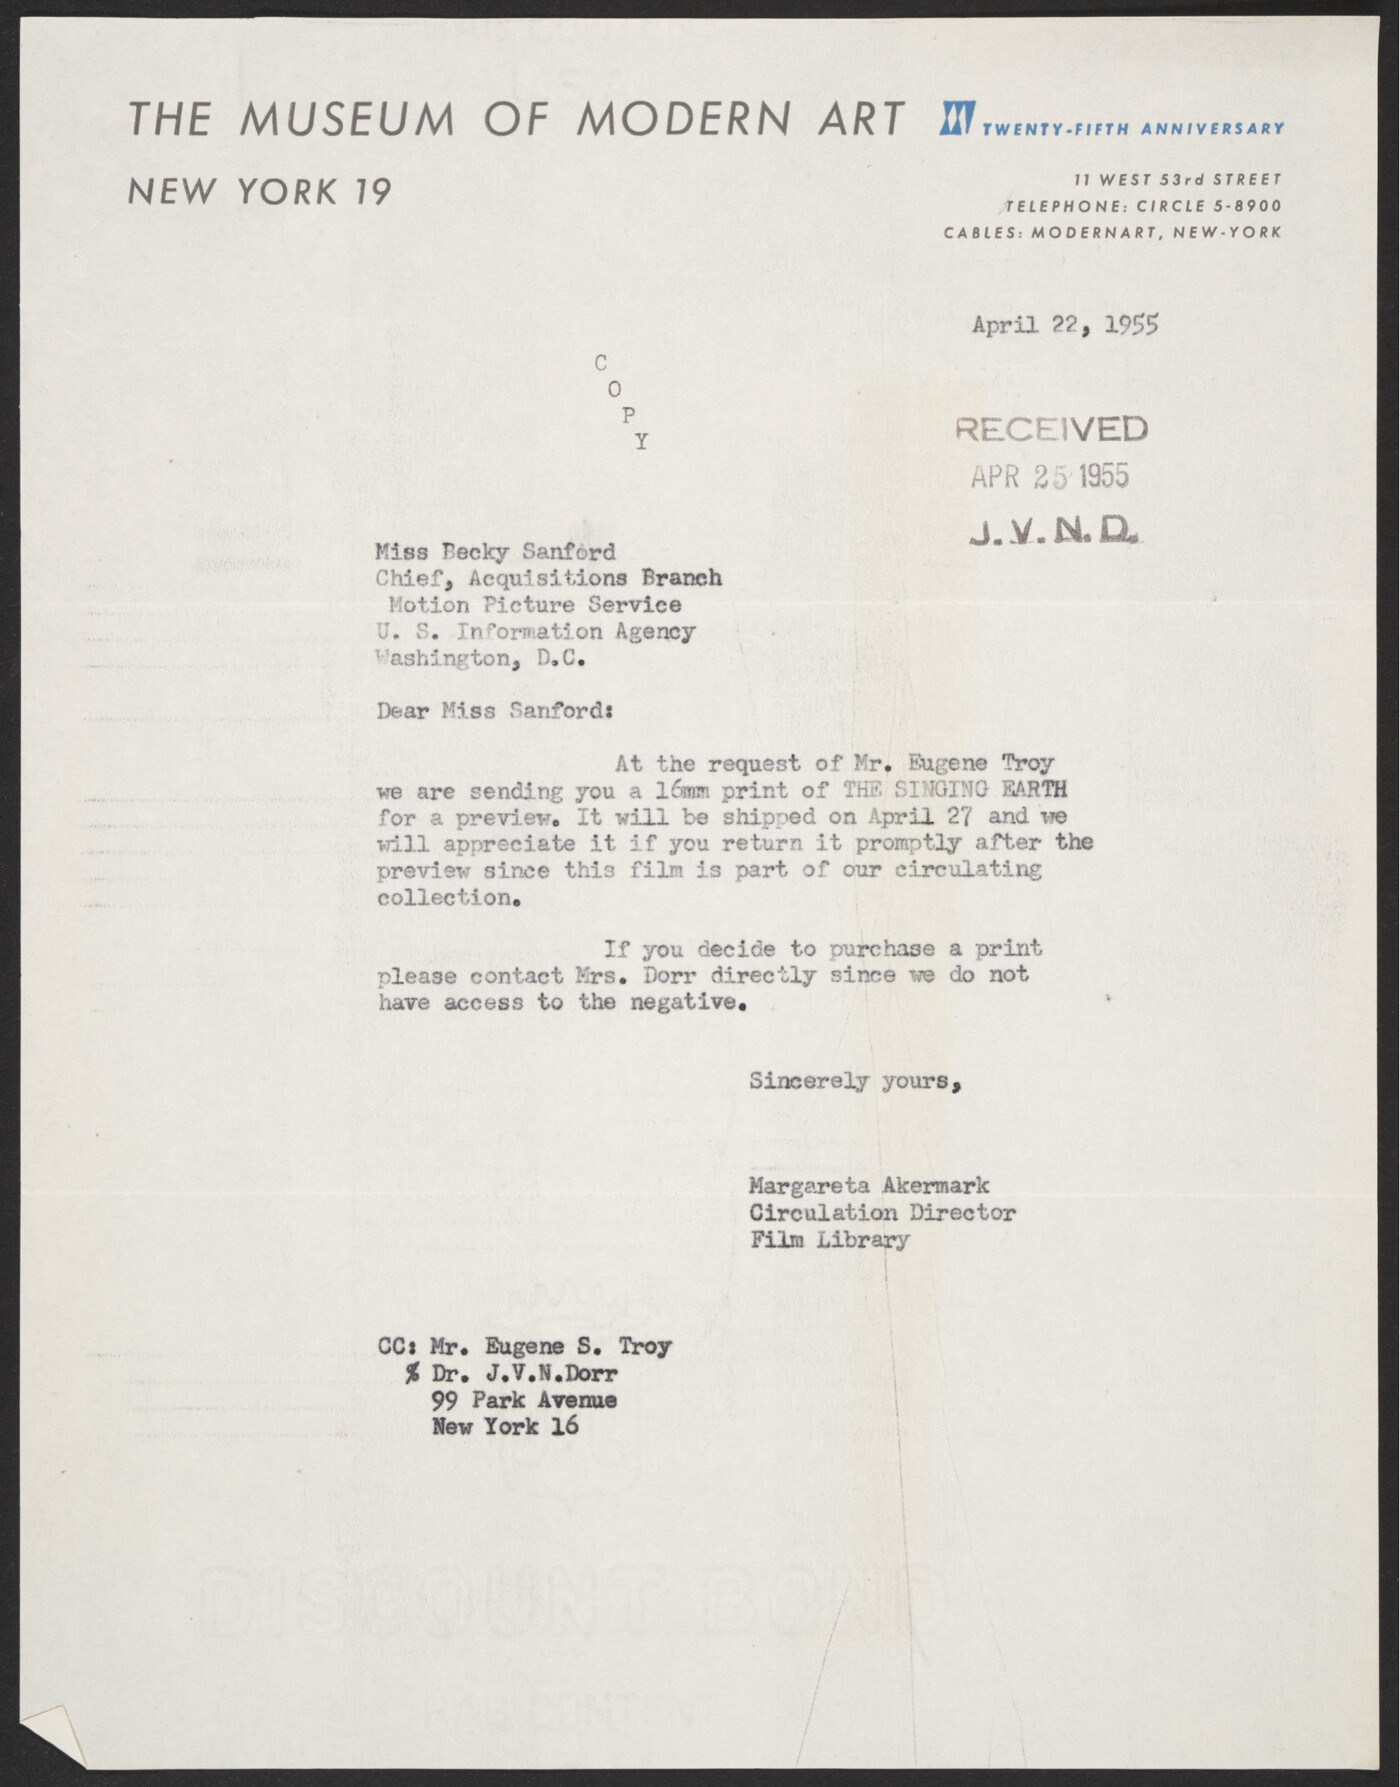 THE MUSEUM OF MODERN ART
XXV TWENTY-FIFTH ANNIVERSARY
NEW YORK 19
11 WEST 53rd STREET
TELEPHONE: CIRCLE 5-8900
CABLES: MODERNART, NEW-YORK
April 22, 1955
C
O
P
Y
RECEIVED
APR 25 1955
J.V.N.D.
Miss Becky Sanford
Chief, Acquisitions Branch
Motion Picture Service
U. S. Information Agency
Washington, D.C.
Dear Miss Sanford:
At the request of Mr. Eugene Troy
we are sending you a 16mm print of THE SINGING EARTH
for a preview. It will be shipped on April 27 and we
will appreciate it if you return it promptly after the
preview since this film is part of our circulating
collection.
If you decide to purchase a print
please contact Mrs. Dorr directly since we do not
have access to the negative.
Sincerely yours,
Margareta Akermark
Circulation Director
Film Library
CC: Mr. Eugene S. Troy
% Dr. J.V.N.Dorr
99 Park Avenue
New York 16
DISCOUNT BOND
RAG CONTENT